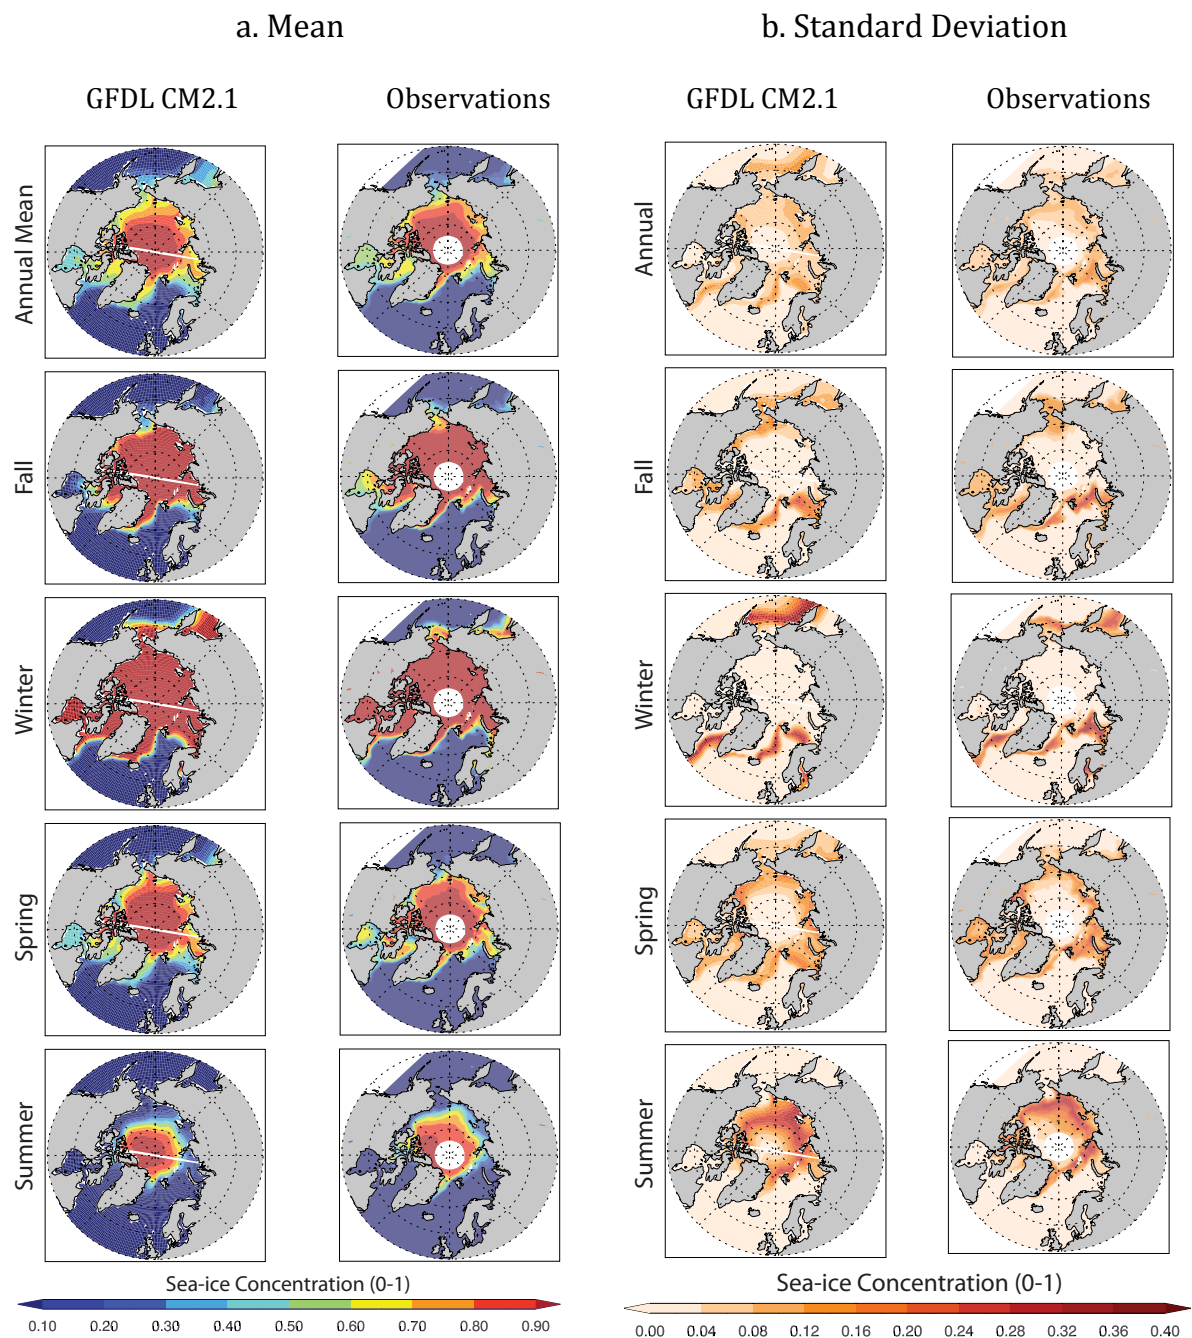 a. Mean
b. Standard Deviation
GFDL CM2.1
Observations
GFDL CM2.1
Observations
Annual Mean
Annual
Fall
Fall
Winter
Winter
Spring
Spring
Summer
Summer
Sea-ice Concentration (0-1)
0.10 0.20 0.30 0.40 0.50 0.60 0.70 0.80 0.90
Sea-ice Concentration (0-1)
0.00 0.04 0.08 0.12 0.16 0.20 0.24 0.28 0.32 0.36 0.40